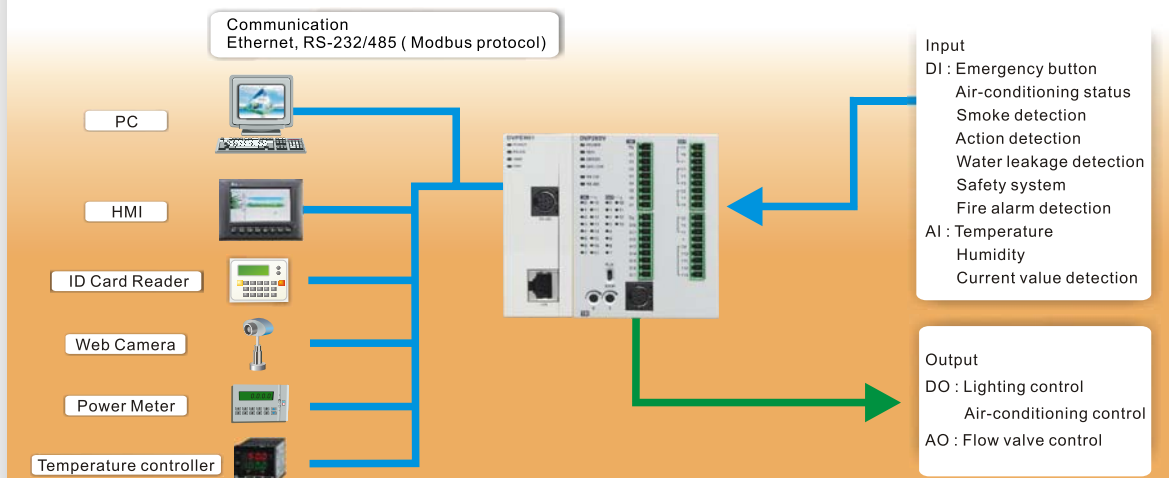 Communication
Ethernet, RS-232/485 ( Modbus protocol)
PC
HMI
ID Card Reader
Web Camera
Power Meter
Temperature controller
Input
DI : Emergency button
Air-conditioning status
Smoke detection
Action detection
Water leakage detection
Safety system
Fire alarm detection
AI : Temperature
Humidity
Current value detection
Output
DO : Lighting control
Air-conditioning control
AO : Flow valve control